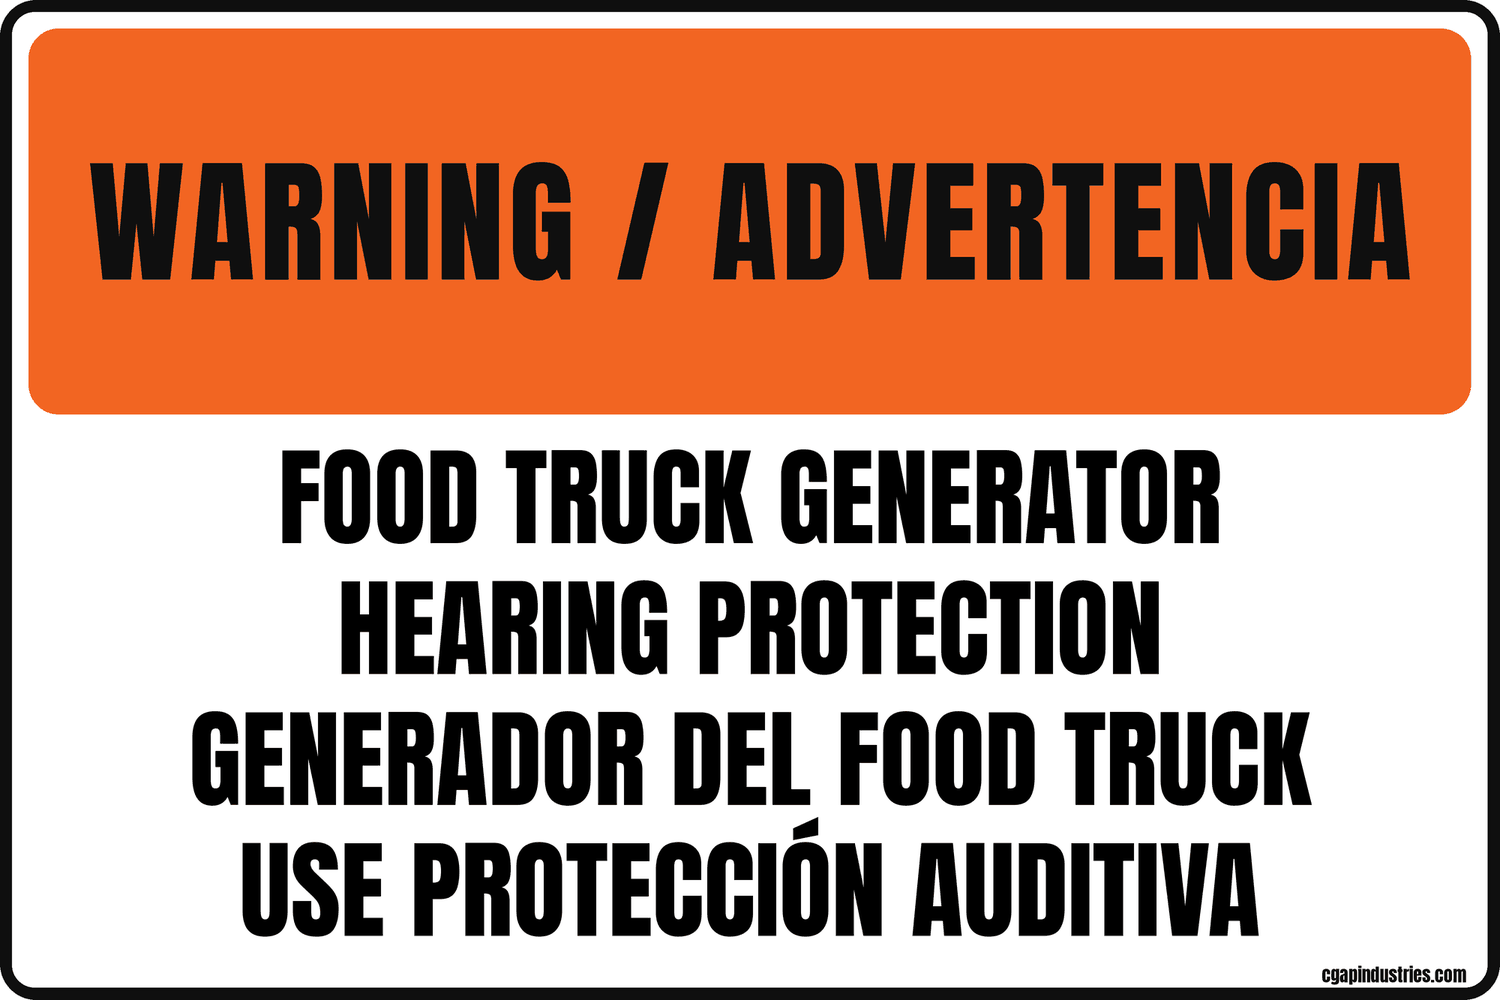 WARNING / ADVERTENCIA
FOOD TRUCK GENERATOR
HEARING PROTECTION
GENERADOR DEL FOOD TRUCK
USE PROTECCIÓN AUDITIVA
cgapindustries.com